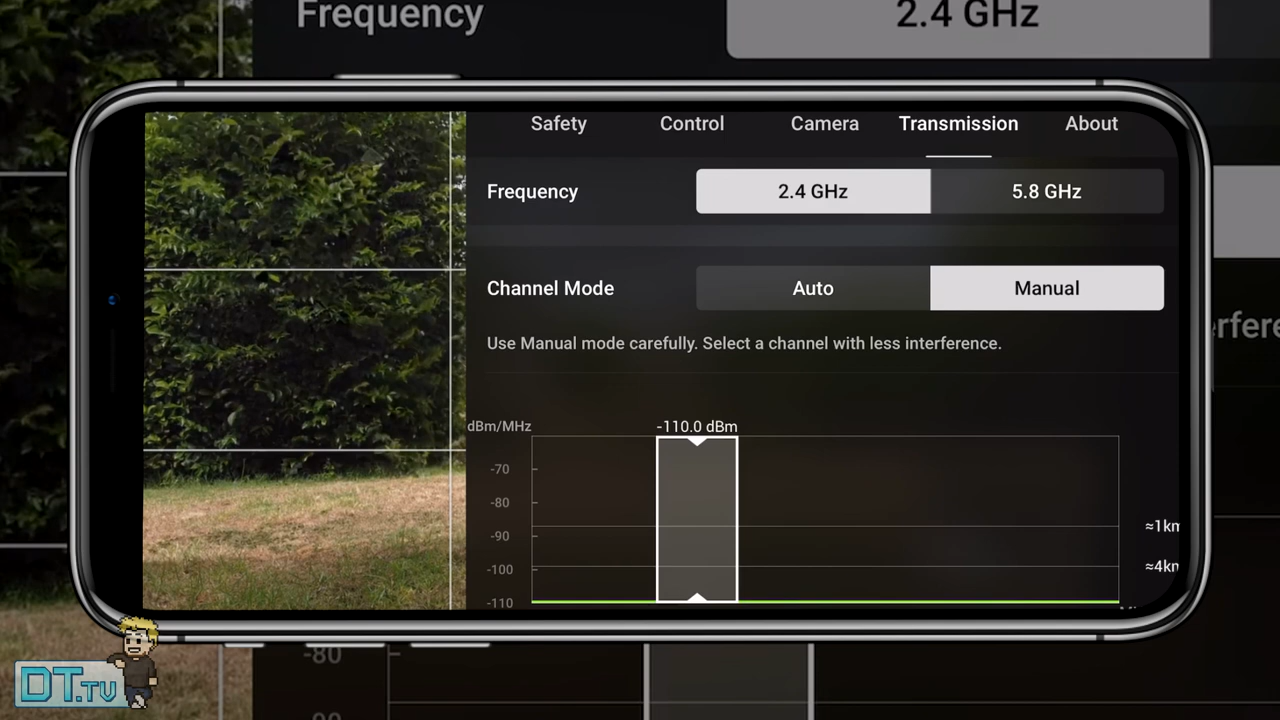 Frequency 2.4 GHz
Safety Control Camera Transmission About
Frequency 2.4 GHz 5.8 GHz
Channel Mode Auto Manual
Use Manual mode carefully. Select a channel with less interference.
rfere
dBm/MHz -110.0 dBm
-70
-80
-90 ≈1km
-100 ≈4km
-110
-80
DT.TV